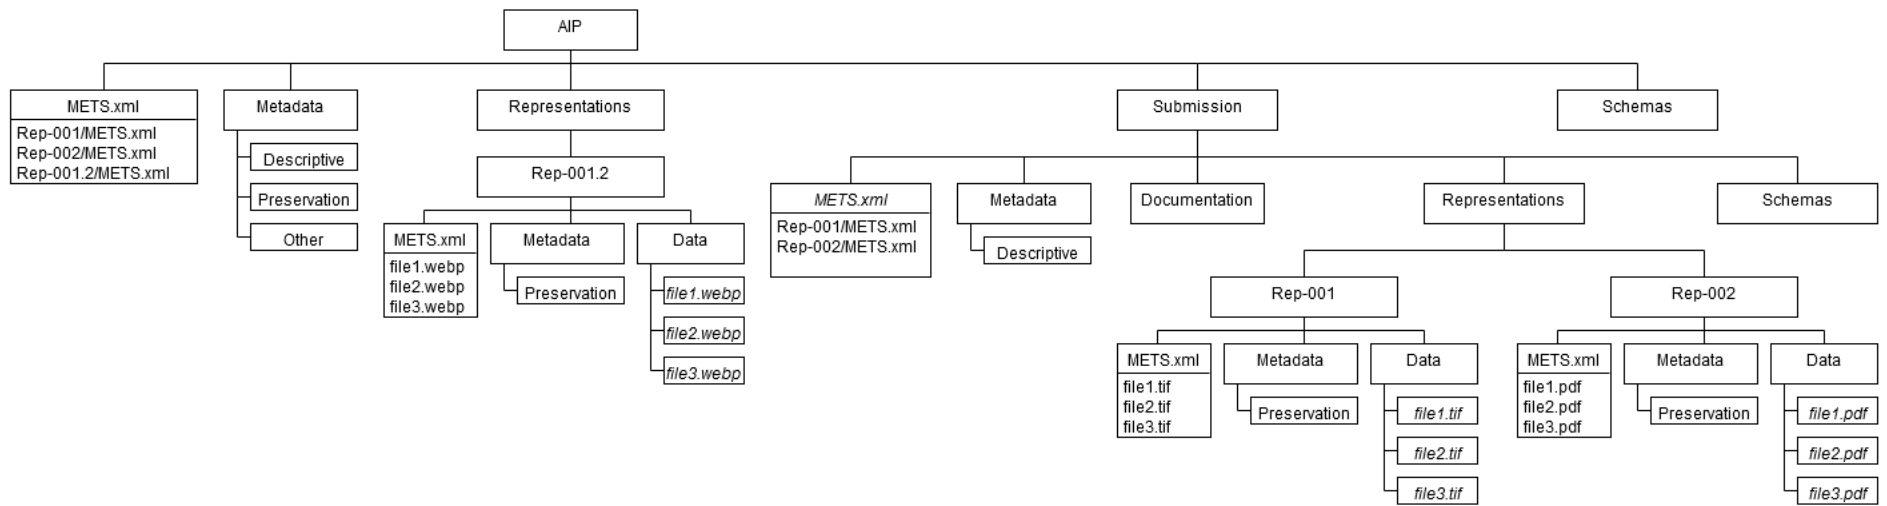 AIP
METS.xml
Rep-001/METS.xml
Rep-002/METS.xml
Rep-001.2/METS.xml
Metadata
Descriptive
Preservation
Other
Representations
Rep-001.2
METS.xml
file1.webp
file2.webp
file3.webp
Metadata
Preservation
Data
file1.webp
file2.webp
file3.webp
Submission
METS.xml
Rep-001/METS.xml
Rep-002/METS.xml
Metadata
Descriptive
Documentation
Representations
Rep-001
METS.xml
file1.tif
file2.tif
file3.tif
Metadata
Preservation
Data
file1.tif
file2.tif
file3.tif
Rep-002
METS.xml
file1.pdf
file2.pdf
file3.pdf
Metadata
Preservation
Data
file1.pdf
file2.pdf
file3.pdf
Schemas
Schemas